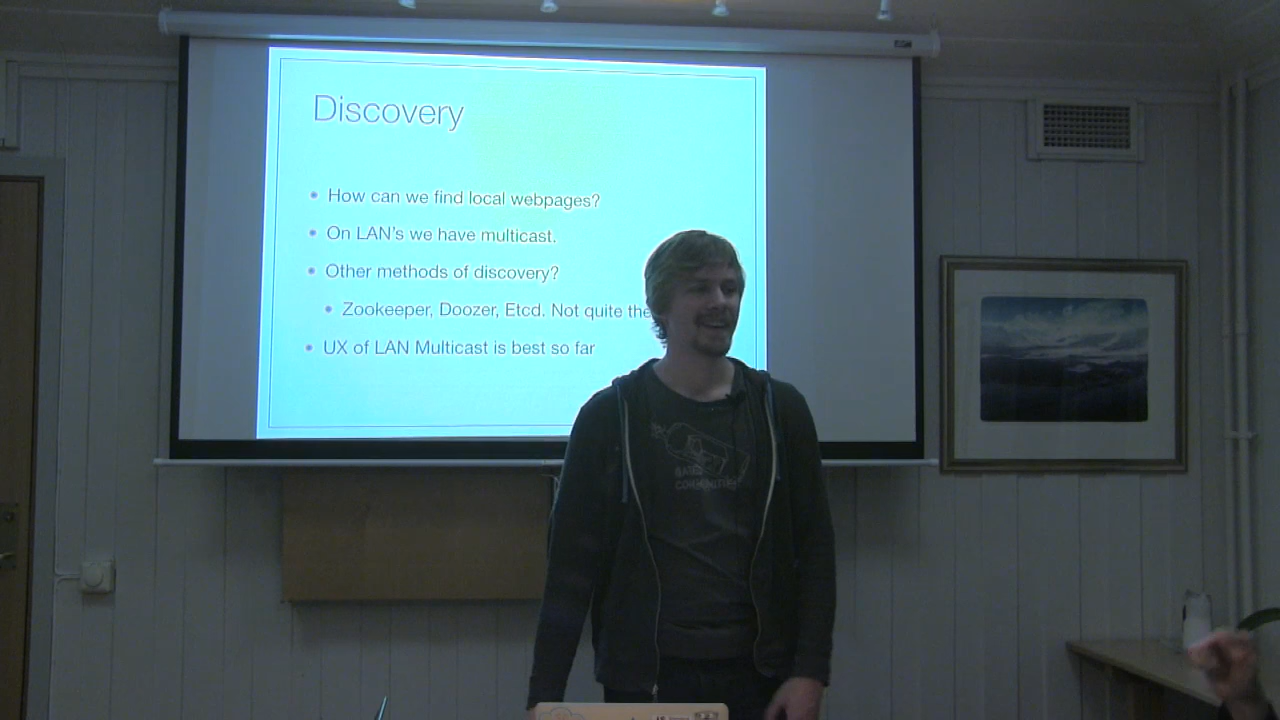 Discovery
• How can we find local webpages?
• On LAN's we have multicast.
• Other methods of discovery?
• Zookeeper, Doozer, Etcd. Not quite the
• UX of LAN Multicast is best so far